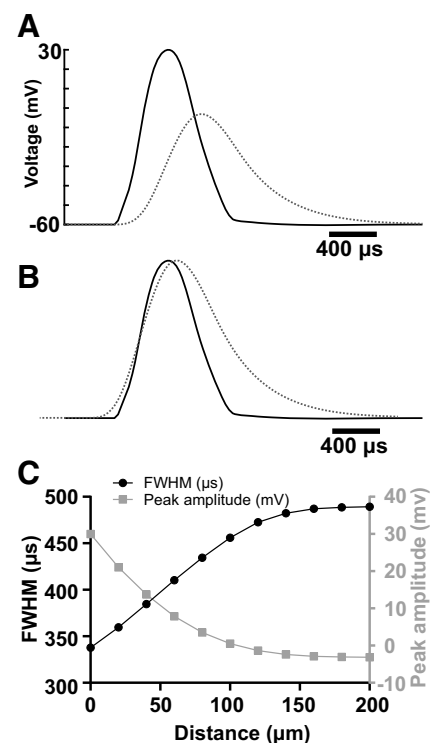 A
30
Voltage (mV)
-60
400 µs
B
400 µs
C
FWHM (µs)
Peak amplitude (mV)
500
450
400
350
300
FWHM (µs)
40
30
20
10
0
-10
Peak amplitude (mv)
0
50
100
150
200
Distance (µm)